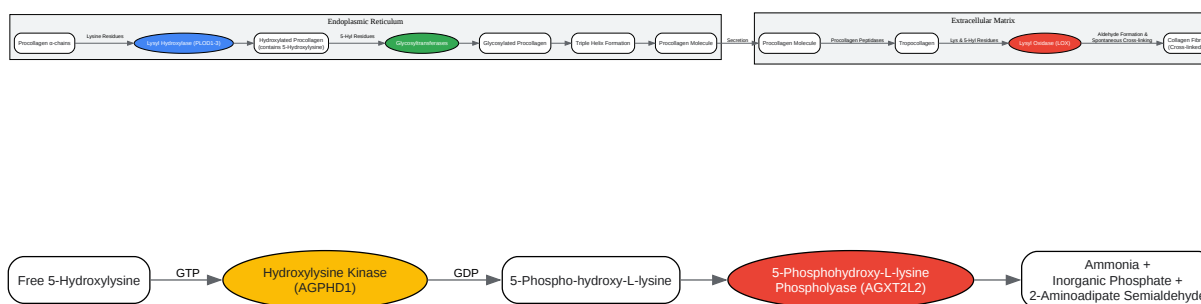 Endoplasmic Reticulum
Extracellular Matrix
Procollagen α-chains
Lysine Residues
Lysyl Hydroxylase (PLOD1-3)
Hydroxylated Procollagen
(contains 5-Hydroxylysine)
5-Hyl Residues
Glycosyltransferases
Glycosylated Procollagen
Triple Helix Formation
Procollagen Molecule
Secretion
Procollagen Molecule
Procollagen Peptidases
Tropocollagen
Lys & 5-Hyl Residues
Lysyl Oxidase (LOX)
Aldehyde Formation &
Spontaneous Cross-linking
Collagen Fibr
(Cross-linked)
Free 5-Hydroxylysine
GTP
Hydroxylysine Kinase
(AGPHD1)
GDP
5-Phospho-hydroxy-L-lysine
5-Phosphohydroxy-L-lysine
Phospholyase (AGXT2L2)
Ammonia +
Inorganic Phosphate +
2-Aminoadipate Semialdehyd